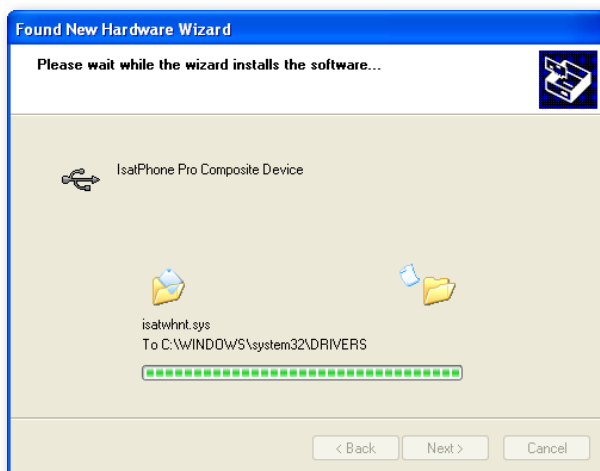 Found New Hardware Wizard
Please wait while the wizard installs the software...
IsatPhone Pro Composite Device
isatwhnt.sys
To C:\WINDOWS\system32\DRIVERS
< Back Next > Cancel